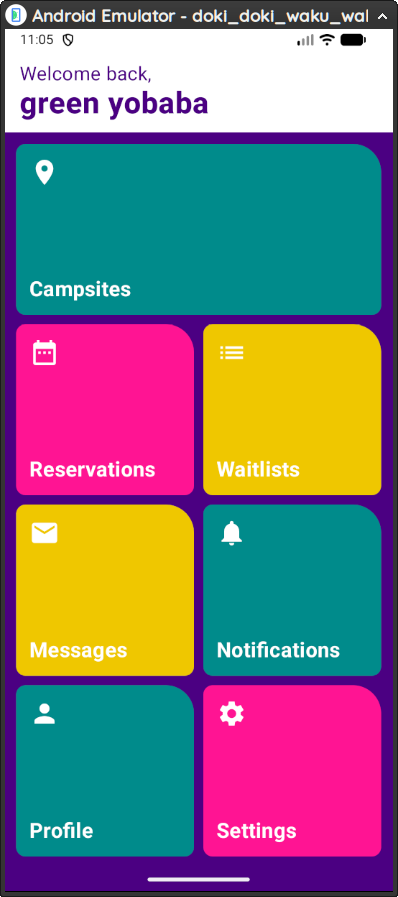 Android Emulator - doki_doki_waku_wal
11:05
Welcome back,
green yobaba
Campsites
Reservations
Waitlists
Messages
Notifications
Profile
Settings